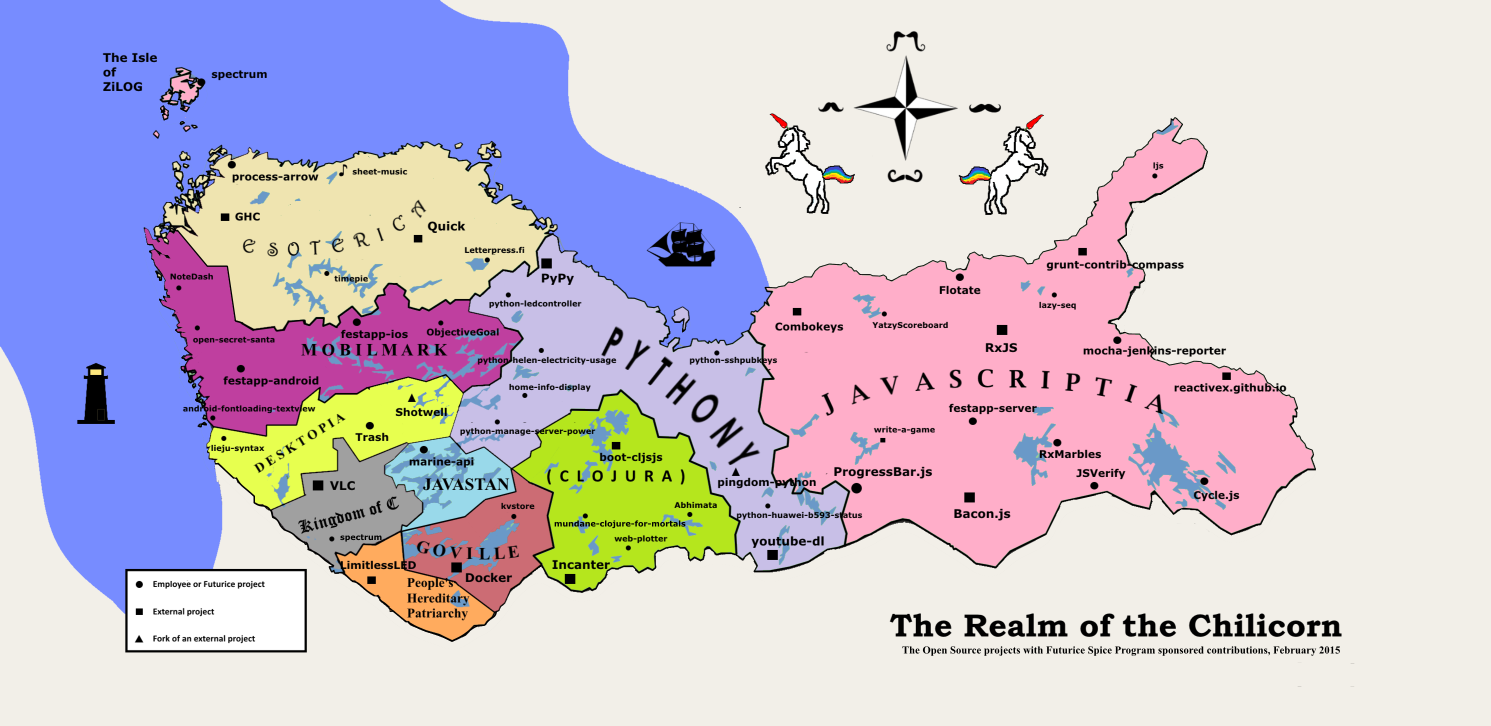 The Isle
of
ZiLOG
spectrum
process-arrow
sheet-music
GHC
ESOTERICA
Quick
Letterpress.fi
timepie
NoteDash
open-secret-santa
festapp-ios
ObjectiveGoal
MOBILMARK
festapp-android
android-fontloading-textview
PyPy
python-ledcontroller
python-helen-electricity-usage
home-info-display
python-manage-server-power
PYTHONY
python-sshpubkeys
pingdom-python
python-huawei-b593-status
youtube-dl
lieju-syntax
DESKTOPIA
Shotwell
Trash
VLC
Kingdom of C
spectrum
marine-api
JAVASTAN
kvstore
GOVILLE
Docker
LimitlessLED
People's
Hereditary
Patriarchy
boot-cljsjs
(CLOJURA)
Abhimata
mundane-clojure-for-mortals
web-plotter
Incanter
ljs
grunt-contrib-compass
Flotate
lazy-seq
Combokeys
YatzyScoreboard
RxJS
mocha-jenkins-reporter
reactivex.github.io
JAVASCRIPTIA
festapp-server
write-a-game
RxMarbles
ProgressBar.js
JSVerify
Cycle.js
Bacon.js
Employee or Futurice project
External project
Fork of an external project
The Realm of the Chilicorn
The Open Source projects with Futurice Spice Program sponsored contributions, February 2015